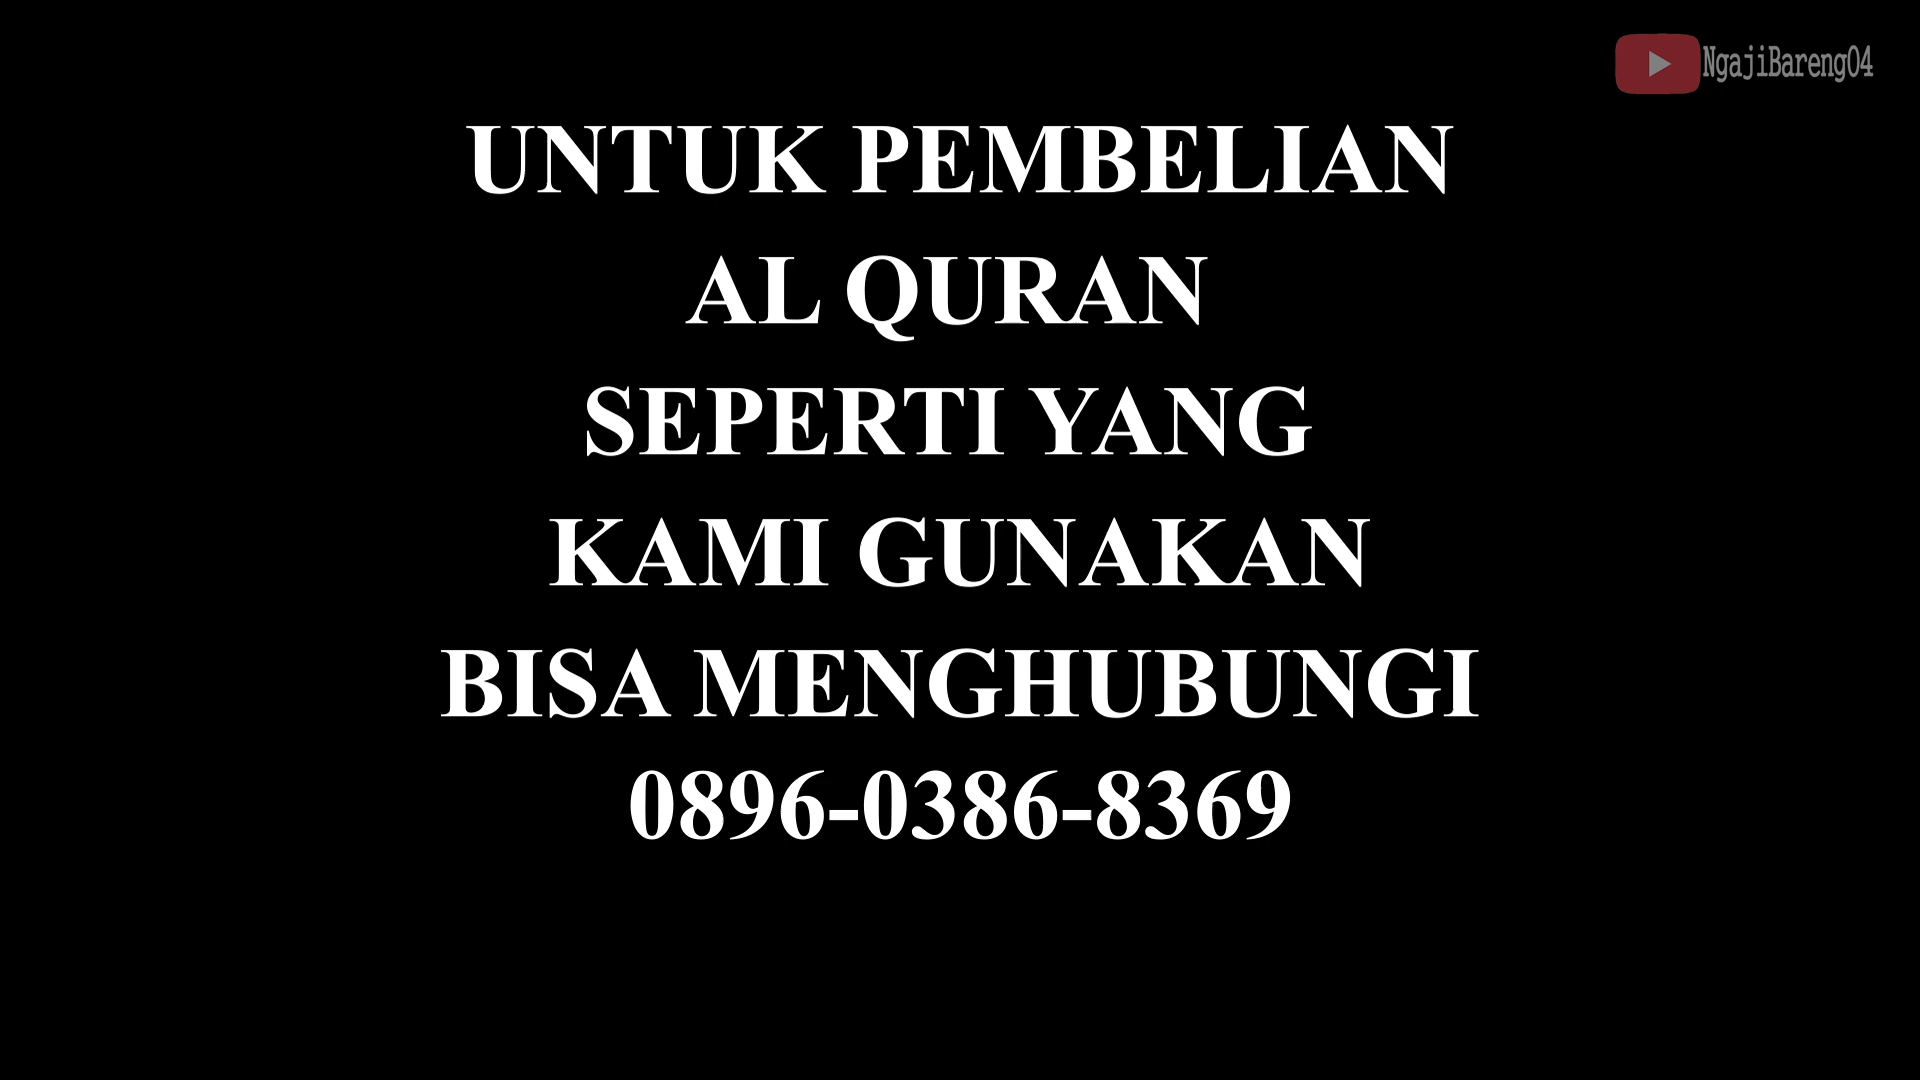 NgajiBareng04
UNTUK PEMBELIAN
AL QURAN
SEPERTI YANG
KAMI GUNAKAN
BISA MENGHUBUNGI
0896-0386-8369